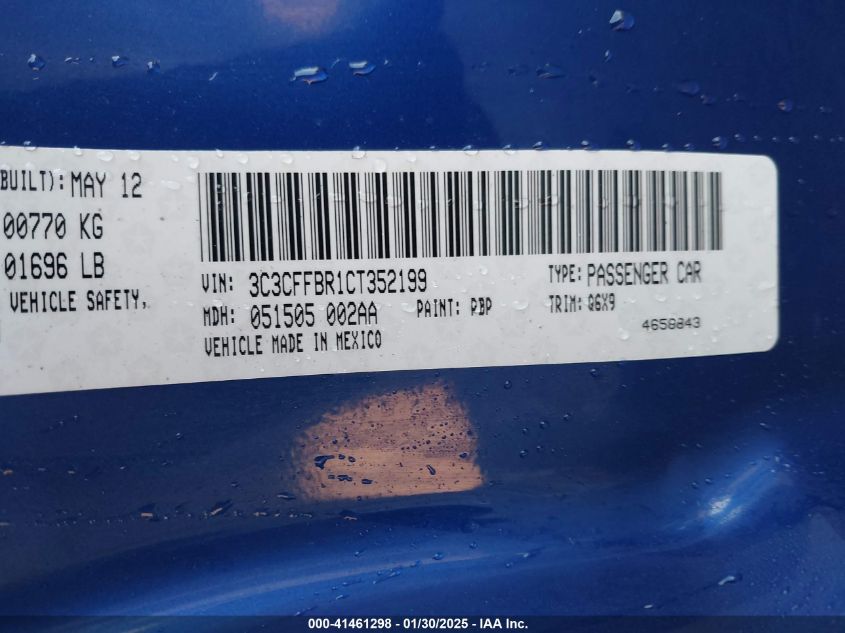 BUILT): MAY 12
00770 KG
01696 LB
VEHICLE SAFETY,
VIN: 3C3CFFBR1CT352199
TYPE: PASSENGER CAR
MDH: 051505 002AA
PAINT: PBP
TRIM: Q6X9
VEHICLE MADE IN MEXICO
4658843
000-41461298 - 01/30/2025 - IAA Inc.